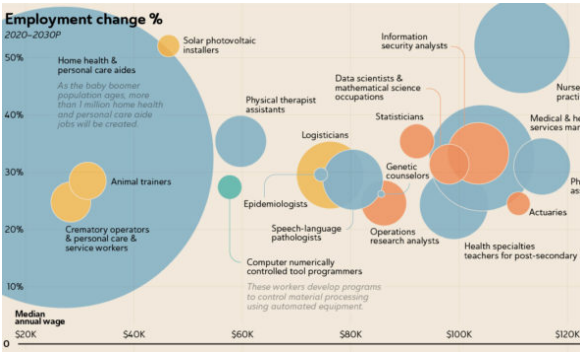 Employment change %
2020–2030P
50%
40%
30%
20%
10%
0
Home health &
personal care aides
As the baby boomer
population ages, more
than 1 million home health
and personal care aide
jobs will be created.
Solar photovoltaic
installers
Information
security analysts
Data scientists &
mathematical science
occupations
Statisticians
Nurse
practi
Medical & he
services man
Physical therapist
assistants
Logisticians
Animal trainers
Genetic
counselors
Ph
ass
Epidemiologists
Actuaries
Crematory operators
& personal care &
service workers
Speech-language
pathologists
Operations
research analysts
Health specialties
teachers for post-secondary
Computer numerically
controlled tool programmers
These workers develop programs
to control material processing
using automated equipment.
Median
annual wage
$20K $40K $60K $80K $100K $120K